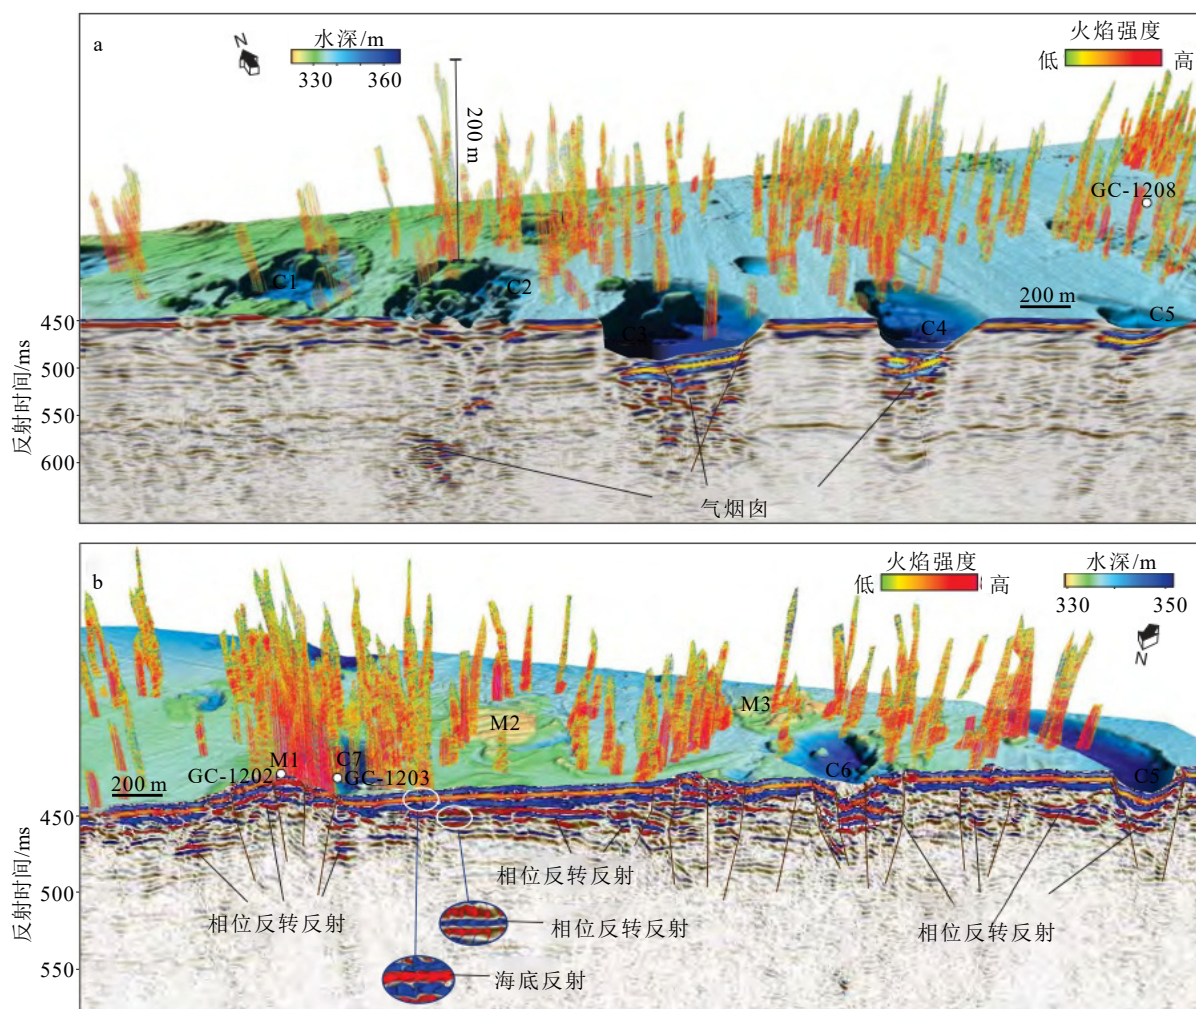 a
N
水深/m
330 360
火焰强度
低 高
200 m
GC-1208
C1
C2
C3
C4
C5
200 m
450
500
550
600
反射时间/ms
气烟囱
b
火焰强度
低 高
水深/m
330 350
N
M1
M2
M3
C7
GC-1202
GC-1203
C6
C5
200 m
450
500
550
反射时间/ms
相位反转反射
相位反转反射
相位反转反射
相位反转反射
海底反射